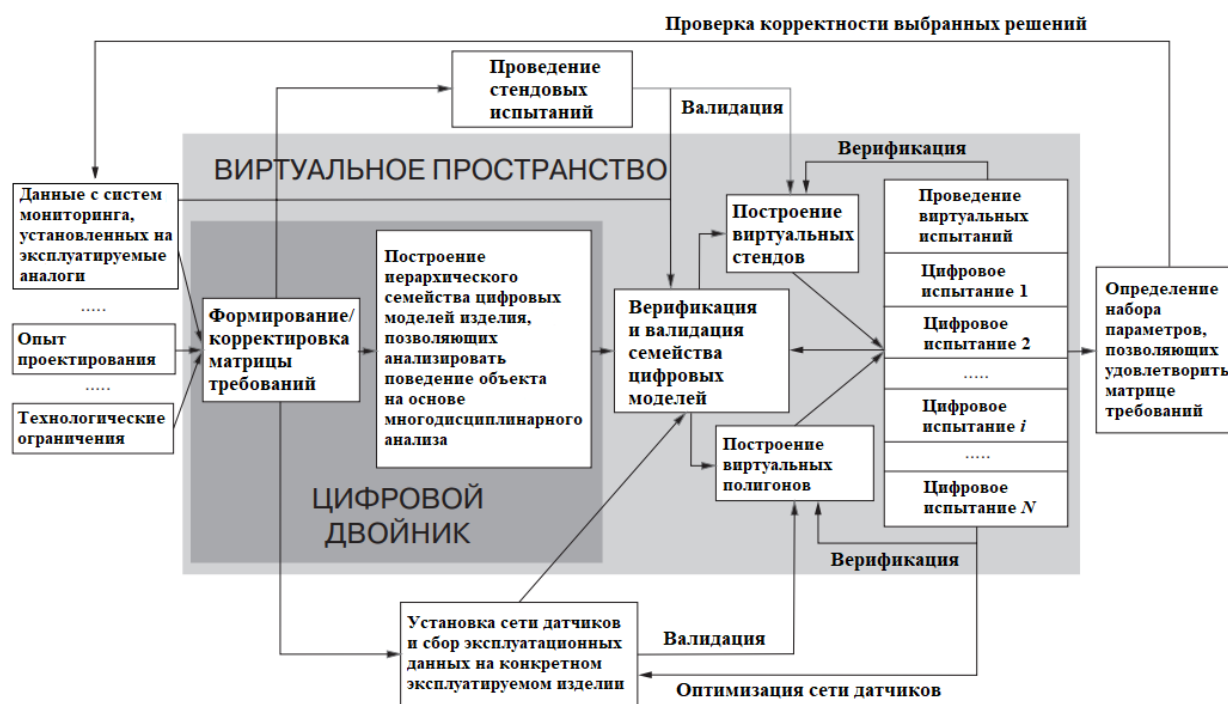 Проверка корректности выбранных решений
Проведение
стендовых
испытаний
Валидация
ВИРТУАЛЬНОЕ ПРОСТРАНСТВО
Верификация
Данные с систем
мониторинга,
установленных на
эксплуатируемые
аналоги
.....
Опыт
проектирования
.....
Технологические
ограничения
Формирование/
корректировка
матрицы
требований
Построение
иерархического
семейства цифровых
моделей изделия,
позволяющих
анализировать
поведение объекта
на основе
многодисциплинарного
анализа
ЦИФРОВОЙ
ДВОЙНИК
Верификация
и валидация
семейства
цифровых
моделей
Построение
виртуальных
стендов
Построение
виртуальных
полигонов
Проведение
виртуальных
испытаний
Цифровое
испытание 1
Цифровое
испытание 2
.....
Цифровое
испытание i
.....
Цифровое
испытание N
Определение
набора
параметров,
позволяющих
удовлетворить
матрице
требований
Верификация
Установка сети датчиков
и сбор эксплуатационных
данных на конкретном
эксплуатируемом изделии
Валидация
Оптимизация сети датчиков